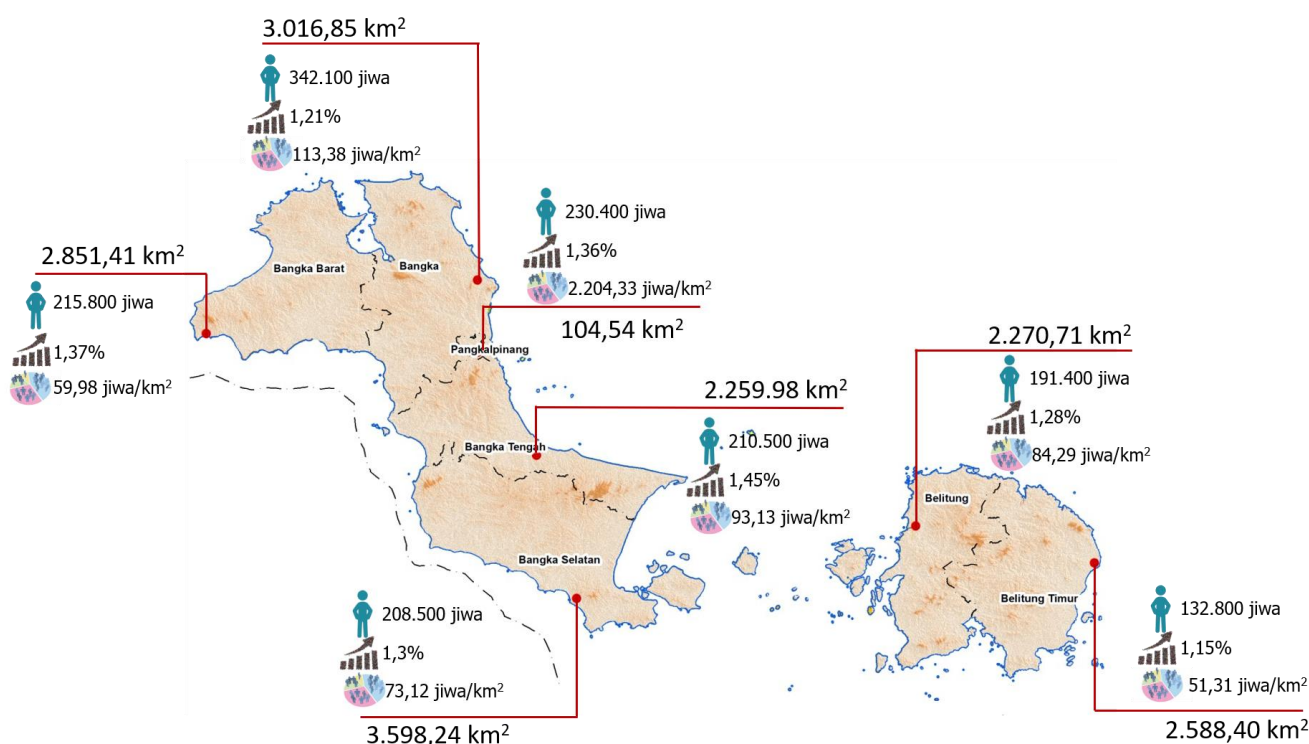 3.016,85 km²
342.100 jiwa
1,21%
113,38 jiwa/km²
230.400 jiwa
1,36%
2.204,33 jiwa/km²
104,54 km²
2.851,41 km²
215.800 jiwa
1,37%
59,98 jiwa/km²
Bangka Barat
Bangka
Pangkalpinang
2.259.98 km²
210.500 jiwa
1,45%
93,13 jiwa/km²
Bangka Tengah
Bangka Selatan
208.500 jiwa
1,3%
73,12 jiwa/km²
3.598,24 km²
2.270,71 km²
191.400 jiwa
1,28%
84,29 jiwa/km²
Belitung
Belitung Timur
132.800 jiwa
1,15%
51,31 jiwa/km²
2.588,40 km²